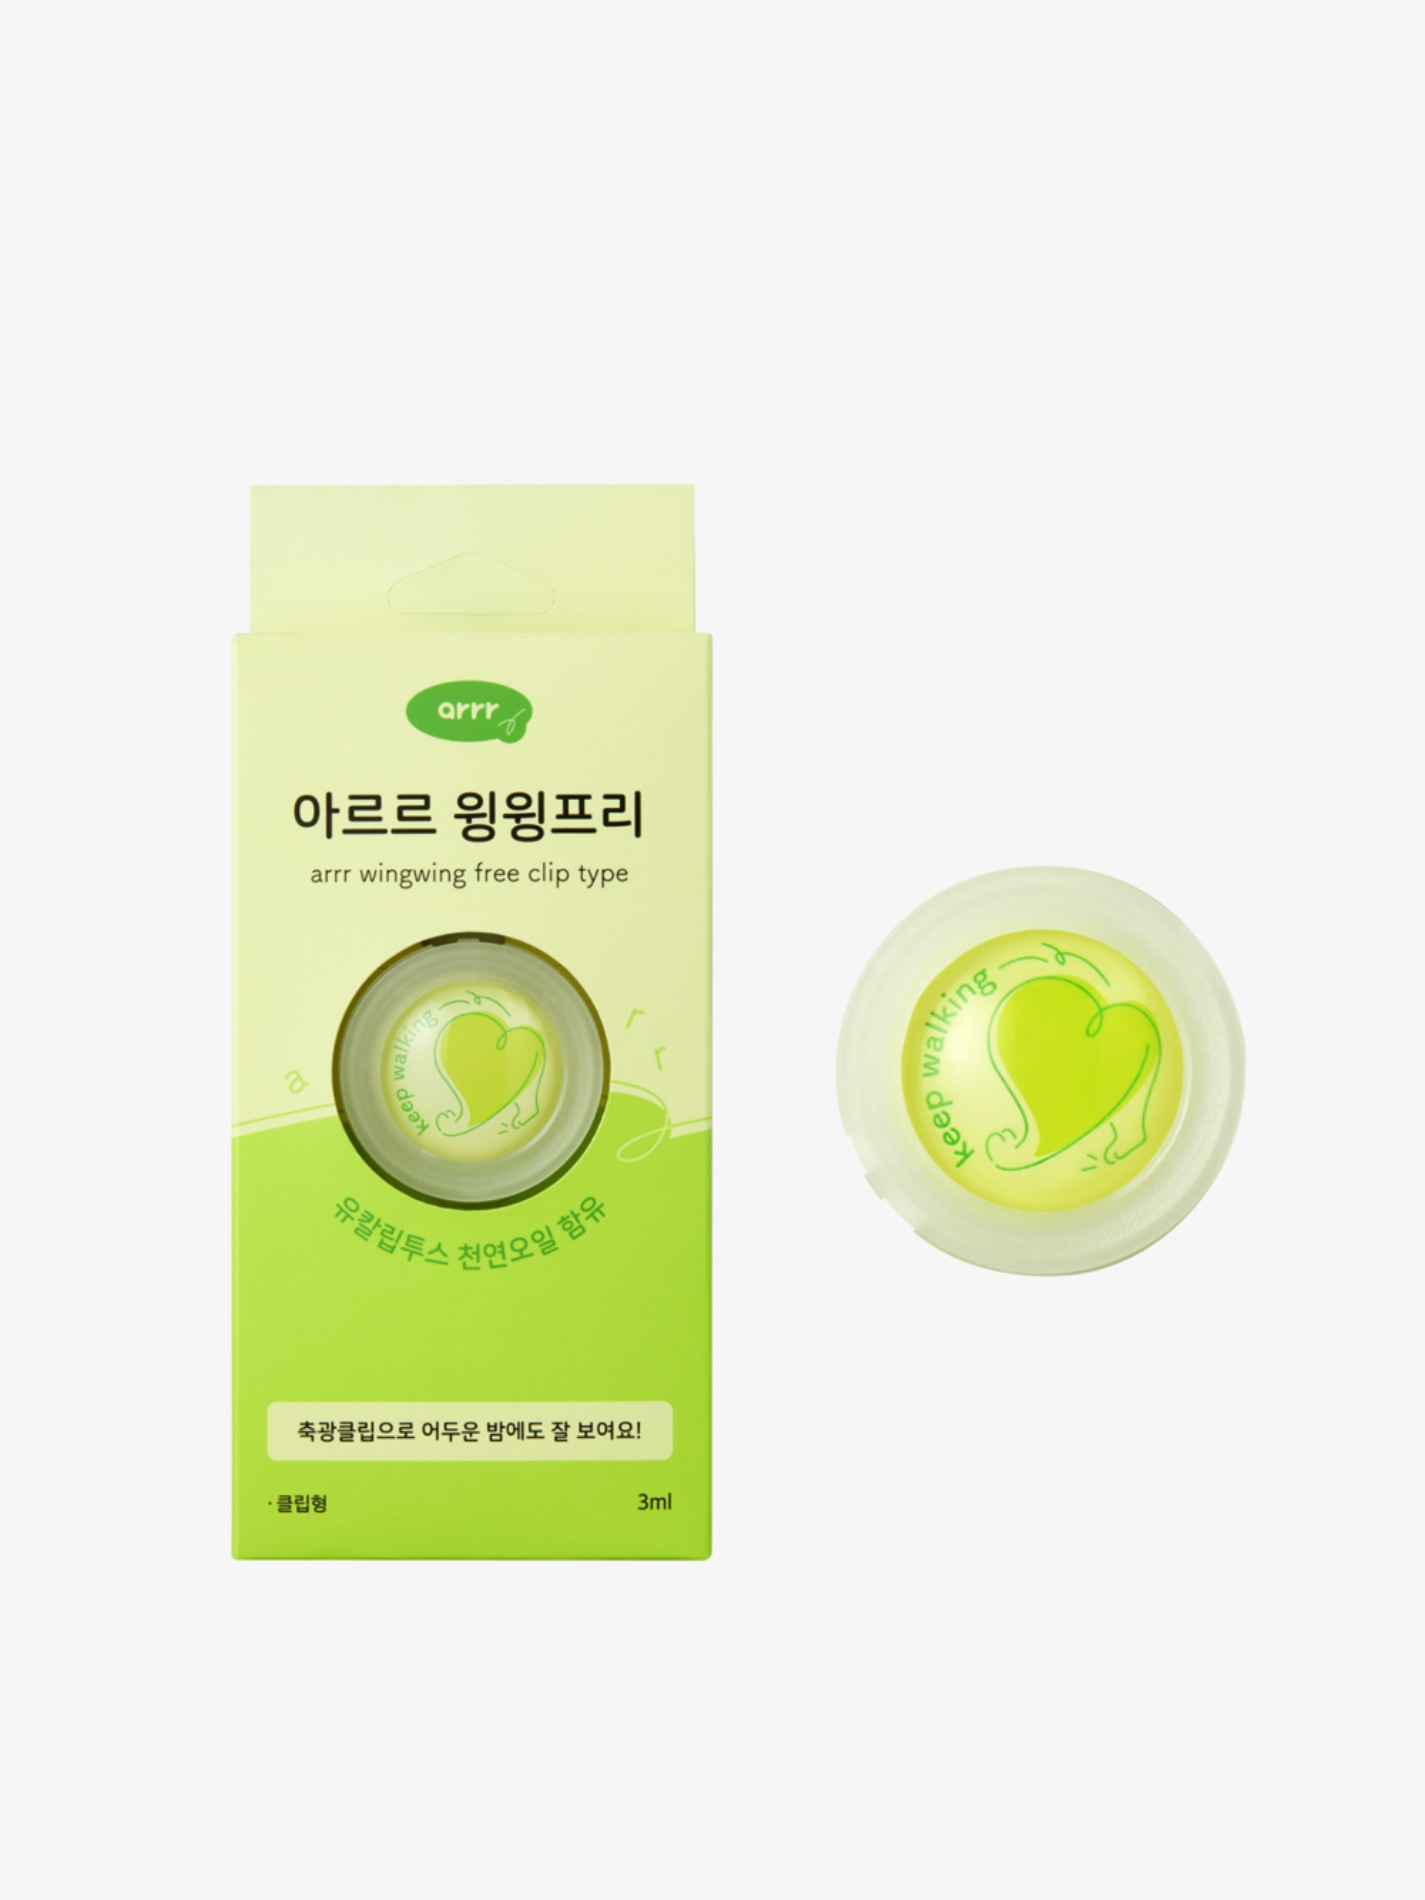 arrr
아르르 윙윙프리
arrr wingwing free clip type
keep walking
a r r r
유칼립투스 천연오일 함유
축광클립으로 어두운 밤에도 잘 보여요!
· 클립형
3ml
keep walking